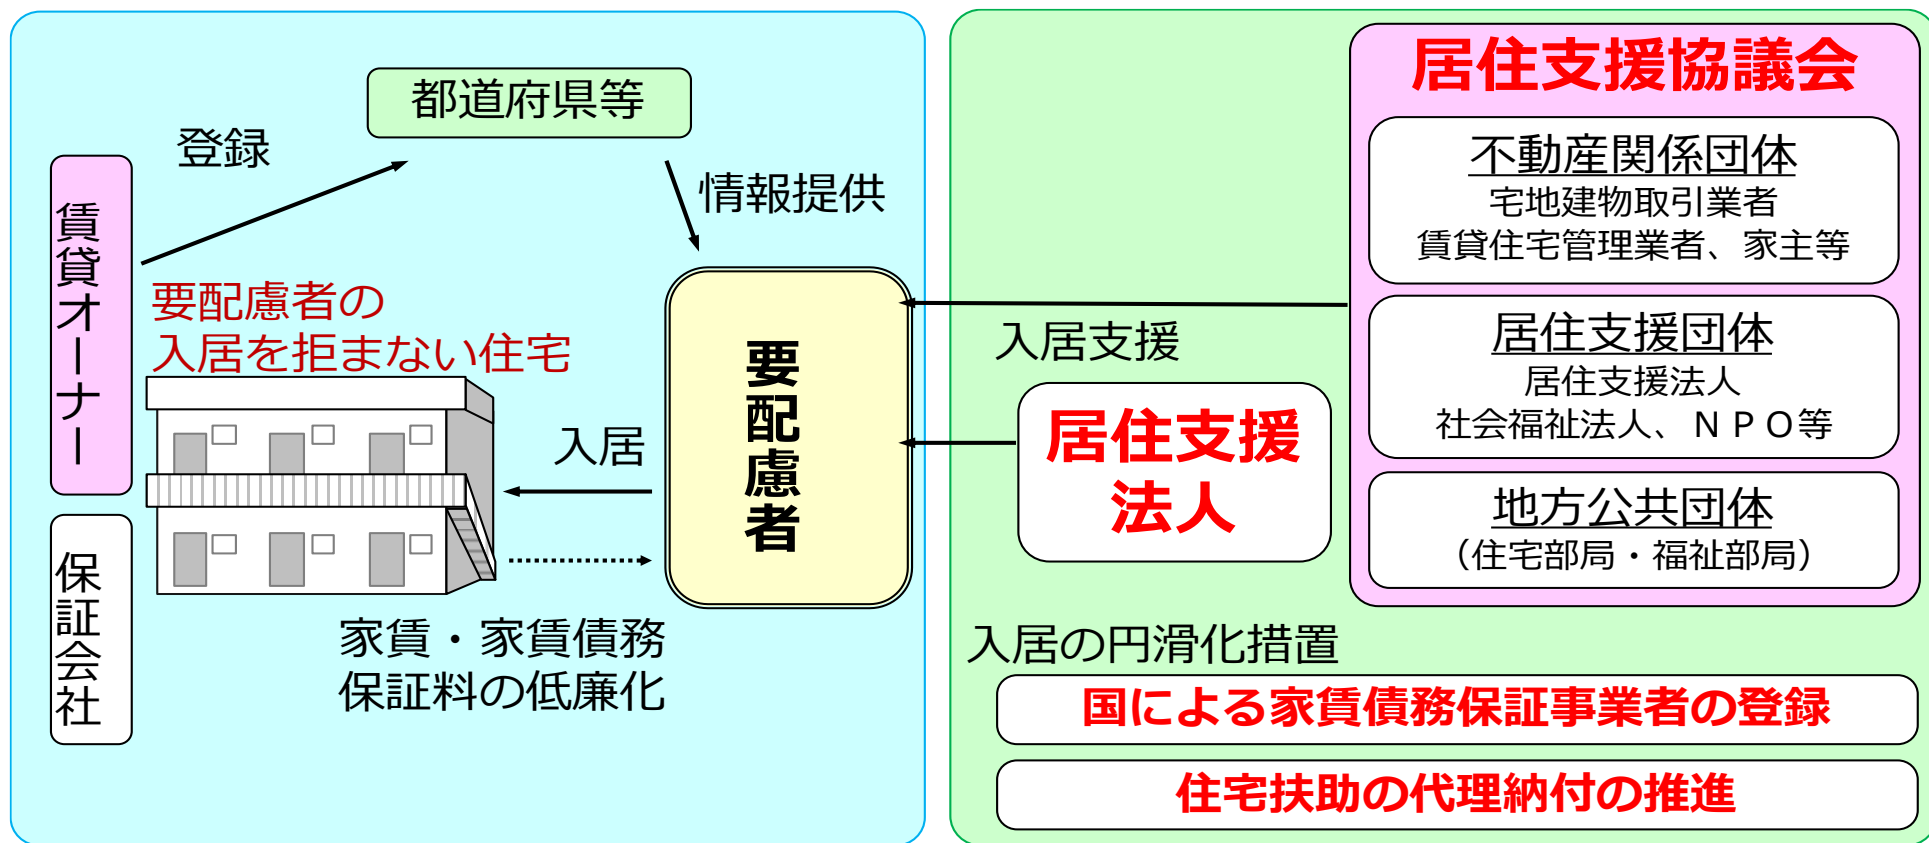 都道府県等
登録
情報提供
賃貸オーナー
要配慮者の
入居を拒まない住宅
入居
要配慮者
保証会社
家賃・家賃債務
保証料の低廉化
居住支援協議会
不動産関係団体
宅地建物取引業者
賃貸住宅管理業者、家主等
居住支援団体
居住支援法人
社会福祉法人、ＮＰＯ等
地方公共団体
（住宅部局・福祉部局）
入居支援
居住支援
法人
入居の円滑化措置
国による家賃債務保証事業者の登録
住宅扶助の代理納付の推進